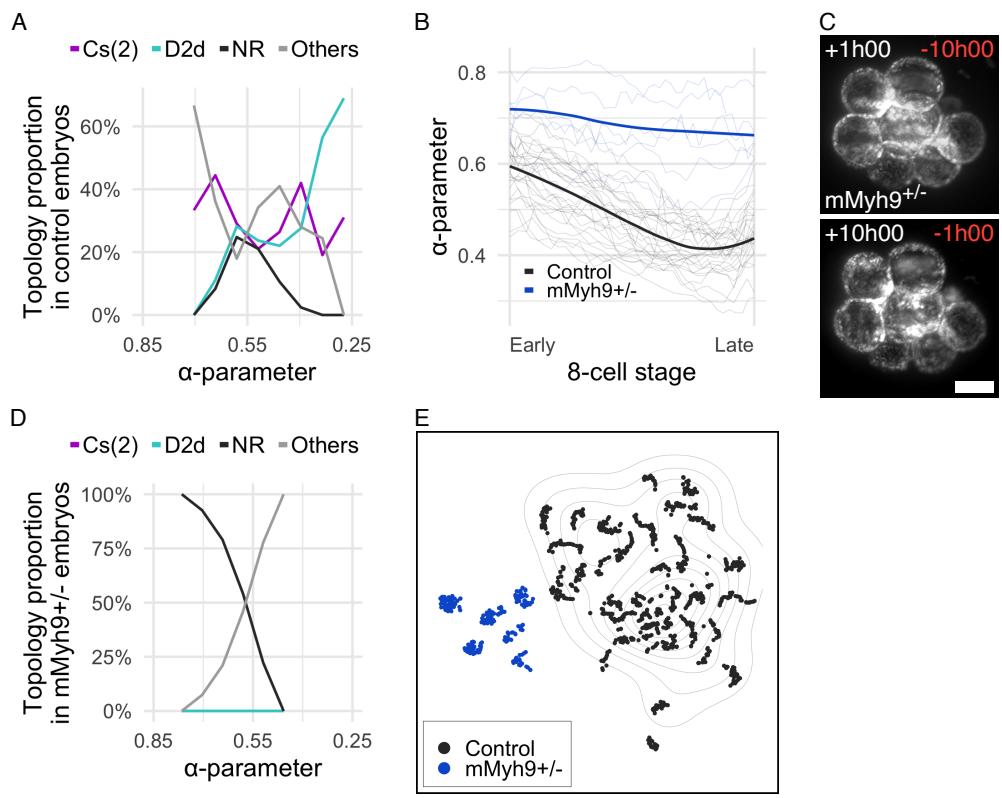 A
Cs(2) D2d NR Others
Topology proportion
in control embryos
60%
40%
20%
0%
0.85 0.55 0.25
α-parameter
B
α-parameter
0.8
0.6
0.4
Control
mMyh9+/-
Early Late
8-cell stage
C
+1h00 -10h00
mMyh9+/-
+10h00 -1h00
D
Cs(2) D2d NR Others
Topology proportion
in mMyh9+/- embryos
100%
75%
50%
25%
0%
0.85 0.55 0.25
α-parameter
E
Control
mMyh9+/-